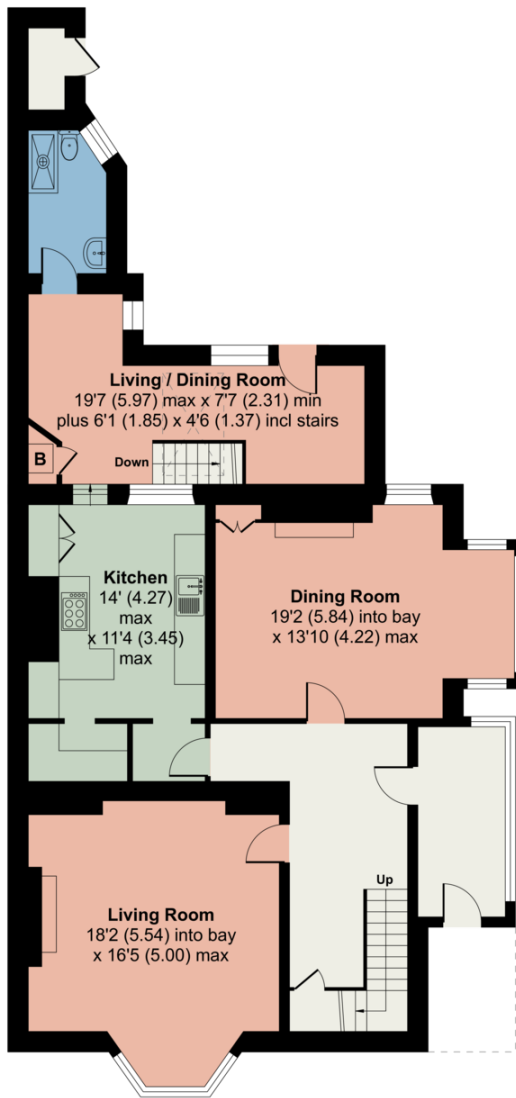 Living / Dining Room
19'7 (5.97) max x 7'7 (2.31) min
plus 6'1 (1.85) x 4'6 (1.37) incl stairs
B
Down
Kitchen
14' (4.27)
max
x 11'4 (3.45)
max
Dining Room
19'2 (5.84) into bay
x 13'10 (4.22) max
Up
Living Room
18'2 (5.54) into bay
x 16'5 (5.00) max